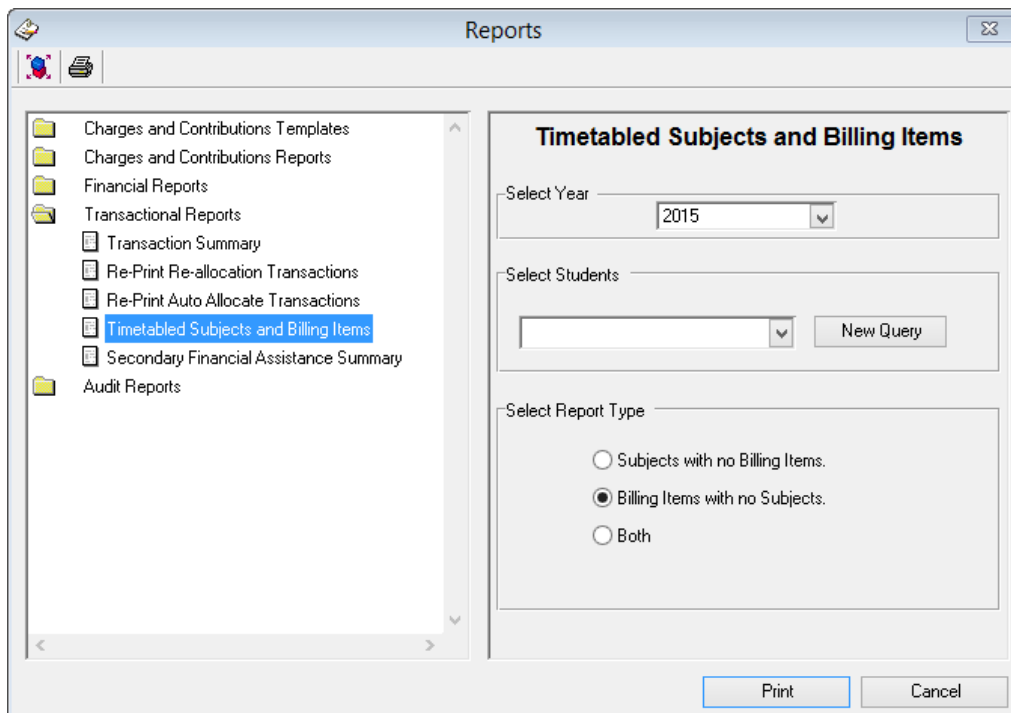 Reports
Charges and Contributions Templates
Charges and Contributions Reports
Financial Reports
Transactional Reports
Transaction Summary
Re-Print Re-allocation Transactions
Re-Print Auto Allocate Transactions
Timetabled Subjects and Billing Items
Secondary Financial Assistance Summary
Audit Reports
Timetabled Subjects and Billing Items
Select Year
2015
Select Students
New Query
Select Report Type
Subjects with no Billing Items.
Billing Items with no Subjects.
Both
Print
Cancel